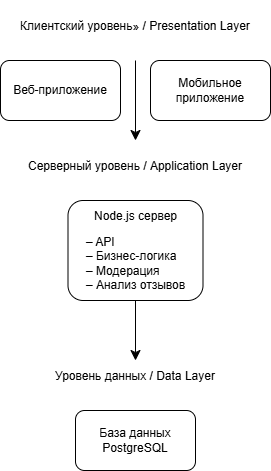 Клиентский уровень» / Presentation Layer
Веб-приложение
Мобильное
приложение
Серверный уровень / Application Layer
Node.js сервер
– API
– Бизнес-логика
– Модерация
– Анализ отзывов
Уровень данных / Data Layer
База данных
PostgreSQL